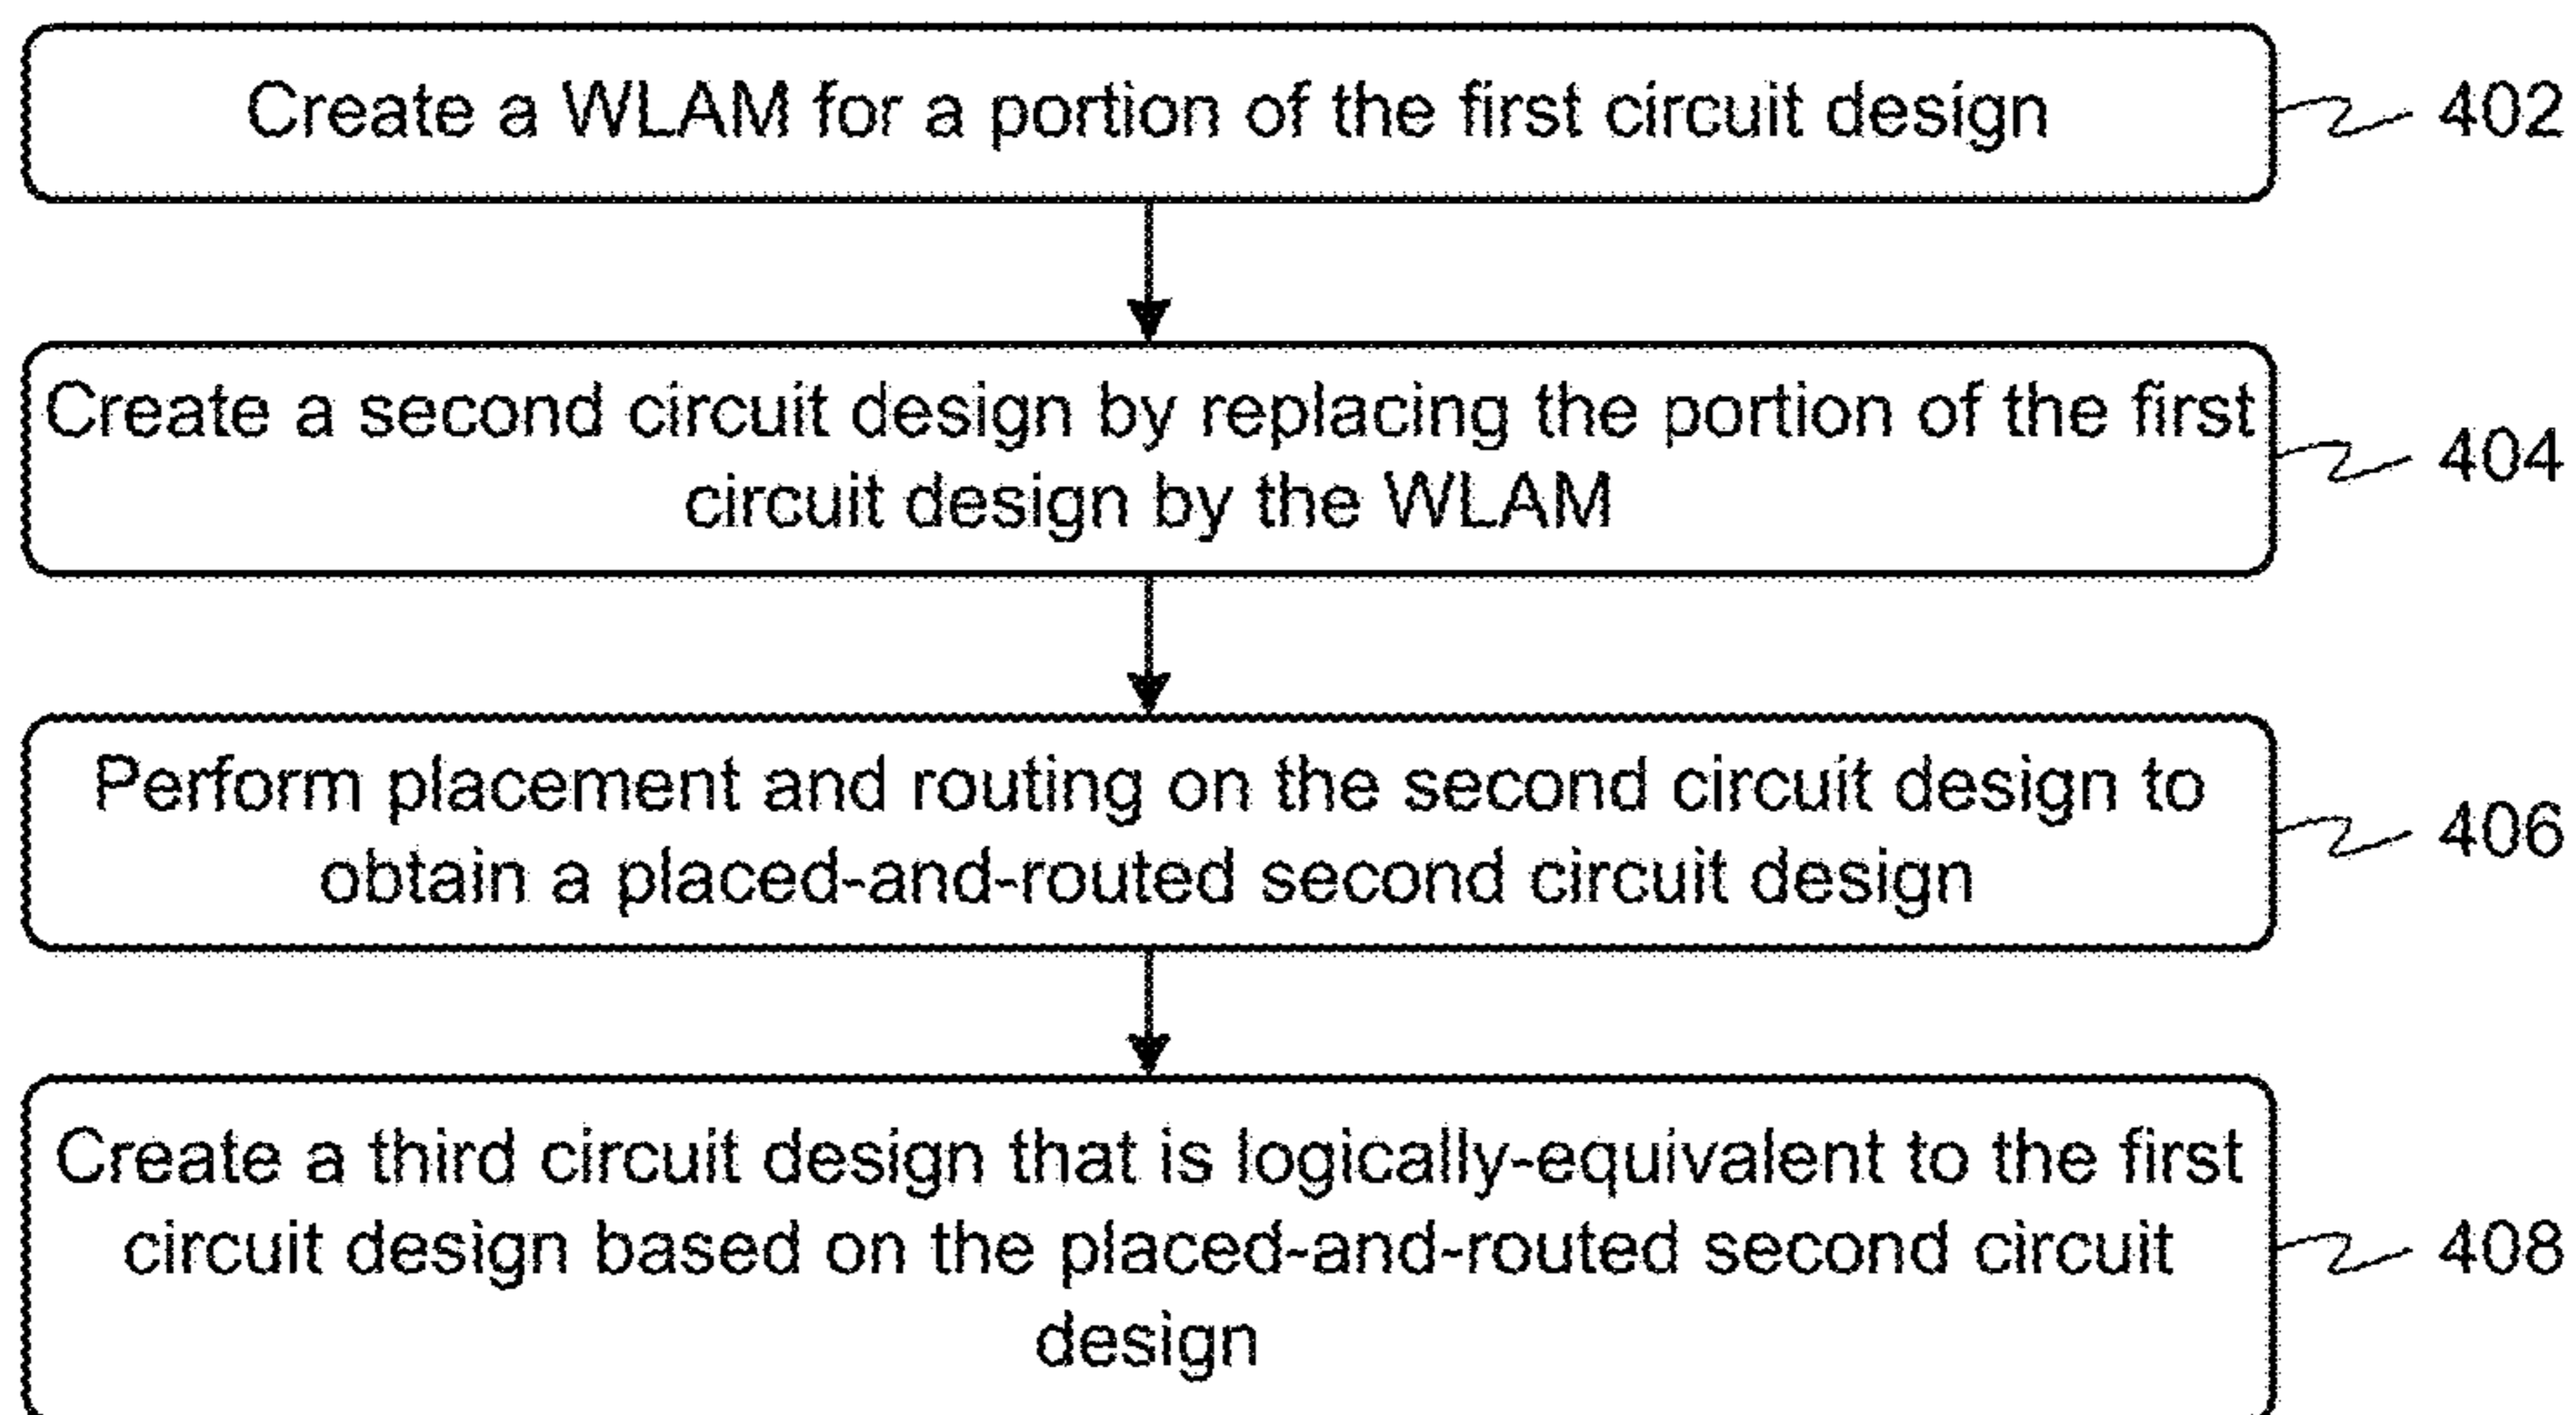 Create a WLAM for a portion of the first circuit design
402
Create a second circuit design by replacing the portion of the first
circuit design by the WLAM
404
Perform placement and routing on the second circuit design to
obtain a placed-and-routed second circuit design
406
Create a third circuit design that is logically-equivalent to the first
circuit design based on the placed-and-routed second circuit
design
408